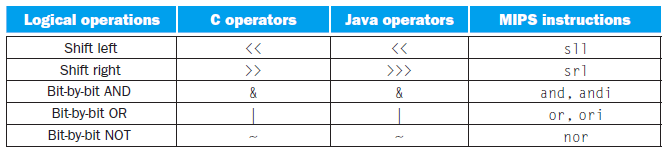 Logical operations C operators Java operators MIPS instructions
Shift left << << sll
Shift right >> >>> srl
Bit-by-bit AND & & and, andi
Bit-by-bit OR | | or, ori
Bit-by-bit NOT ~ ~ nor